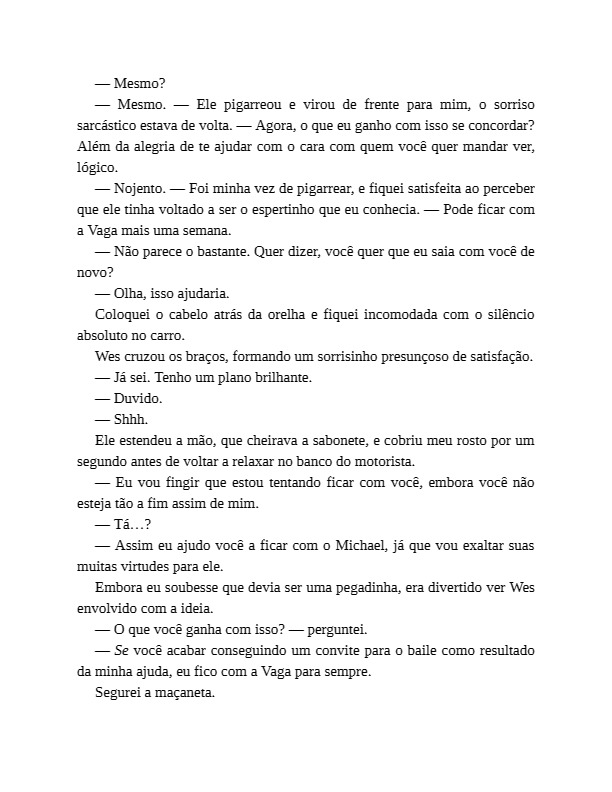 — Mesmo?
— Mesmo. — Ele pigarreou e virou de frente para mim, o sorriso
sarcástico estava de volta. — Agora, o que eu ganho com isso se concordar?
Além da alegria de te ajudar com o cara com quem você quer mandar ver,
lógico.
— Nojento. — Foi minha vez de pigarrear, e fiquei satisfeita ao perceber
que ele tinha voltado a ser o espertinho que eu conhecia. — Pode ficar com
a Vaga mais uma semana.
— Não parece o bastante. Quer dizer, você quer que eu saia com você de
novo?
— Olha, isso ajudaria.
Coloquei o cabelo atrás da orelha e fiquei incomodada com o silêncio
absoluto no carro.
Wes cruzou os braços, formando um sorrisinho presunçoso de satisfação.
— Já sei. Tenho um plano brilhante.
— Duvido.
— Shhh.
Ele estendeu a mão, que cheirava a sabonete, e cobriu meu rosto por um
segundo antes de voltar a relaxar no banco do motorista.
— Eu vou fingir que estou tentando ficar com você, embora você não
esteja tão a fim assim de mim.
— Tá…?
— Assim eu ajudo você a ficar com o Michael, já que vou exaltar suas
muitas virtudes para ele.
Embora eu soubesse que devia ser uma pegadinha, era divertido ver Wes
envolvido com a ideia.
— O que você ganha com isso? — perguntei.
— Se você acabar conseguindo um convite para o baile como resultado
da minha ajuda, eu fico com a Vaga para sempre.
Segurei a maçaneta.